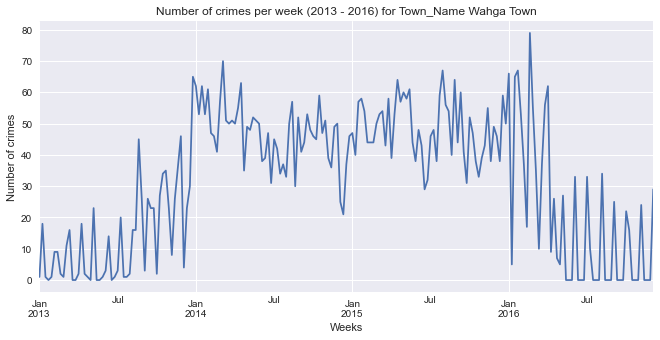 Number of crimes per week (2013 - 2016) for Town_Name Wahga Town
80
70
60
50
40
30
20
10
0
Number of crimes
Jan Jul Jan Jul Jan Jul Jan Jul
2013 2014 2015 2016
Weeks